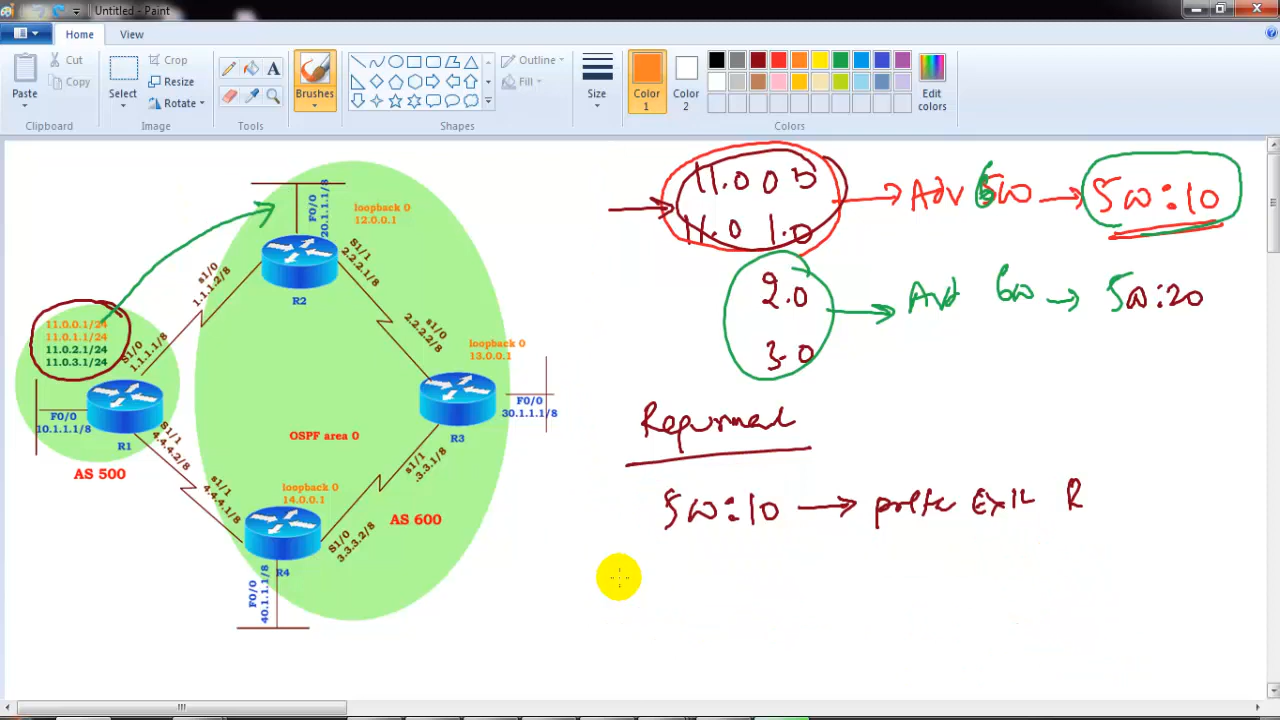 Untitled - Paint
Home
View
Paste
Cut
Copy
Clipboard
Select
Crop
Resize
Rotate
Image
A
Tools
Brushes
Outline
Fill
Shapes
Size
Color 1
Color 2
Edit colors
Colors
F0/0
20.1.1.1/8
loopback 0
12.0.0.1
R2
s1/0
1.1.1.2/8
S1/1
2.2.2.1/8
11.0.0.1/24
11.0.1.1/24
11.0.2.1/24
11.0.3.1/24
S1/0
1.1.1.1/8
s1/0
2.2.2.2/8
loopback 0
13.0.0.1
F0/0
30.1.1.1/8
R3
F0/0
10.1.1.1/8
R1
AS 500
S1/1
4.4.4.2/8
OSPF area 0
s1/1
.3.3.1/8
s1/1
4.4.4.1/8
loopback 0
14.0.0.1
AS 600
S1/0
3.3.3.2/8
R4
F0/0
40.1.1.1/8
11.0 0
11.0 1.0
Adv
500:10
2.0
3.0
600
500:20
500:10
Exit R